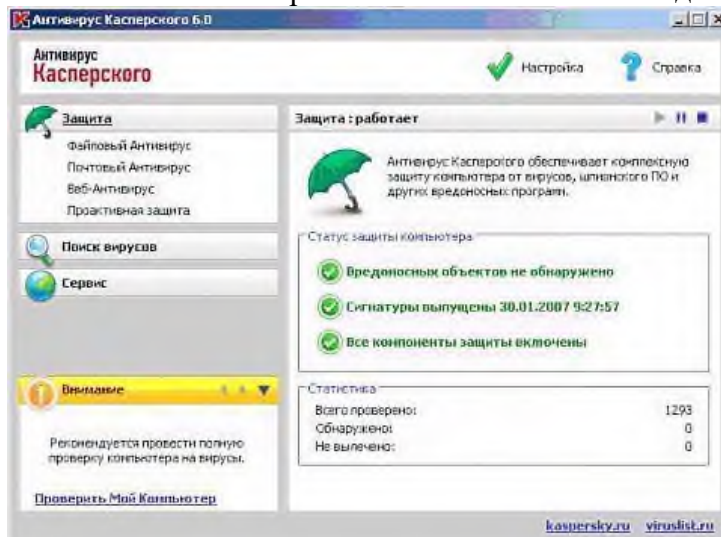 Антивирус Касперского 6.0
Антивирус
Касперского
Настройка
Справка
Защита
Файловый Антивирус
Почтовый Антивирус
Веб-Антивирус
Проактивная защита
Поиск вирусов
Сервис
Внимание
Рекомендуется провести полную
проверку компьютера на вирусы.
Проверить Мой Компьютер
Защита : работает
Антивирус Касперского обеспечивает комплексную
защиту компьютера от вирусов, шпионского ПО и
других вредоносных программ.
Статус защиты компьютера
Вредоносных объектов не обнаружено
Сигнатуры выпущены 30.01.2007 9:27:57
Все компоненты защиты включены
Статистика
Всего проверено: 1293
Обнаружено: 0
Не вылечено: 0
kaspersky.ru viruslist.ru